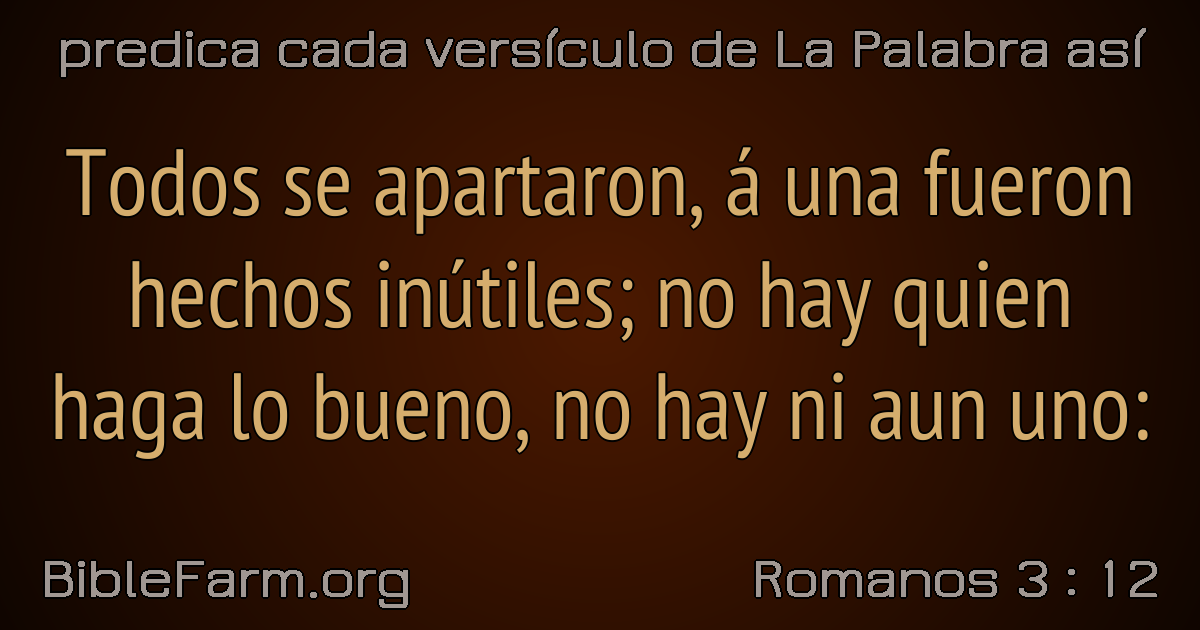 predica cada versículo de La Palabra así
Todos se apartaron, á una fueron
hechos inútiles; no hay quien
haga lo bueno, no hay ni aun uno:
BibleFarm.org
Romanos 3 : 12